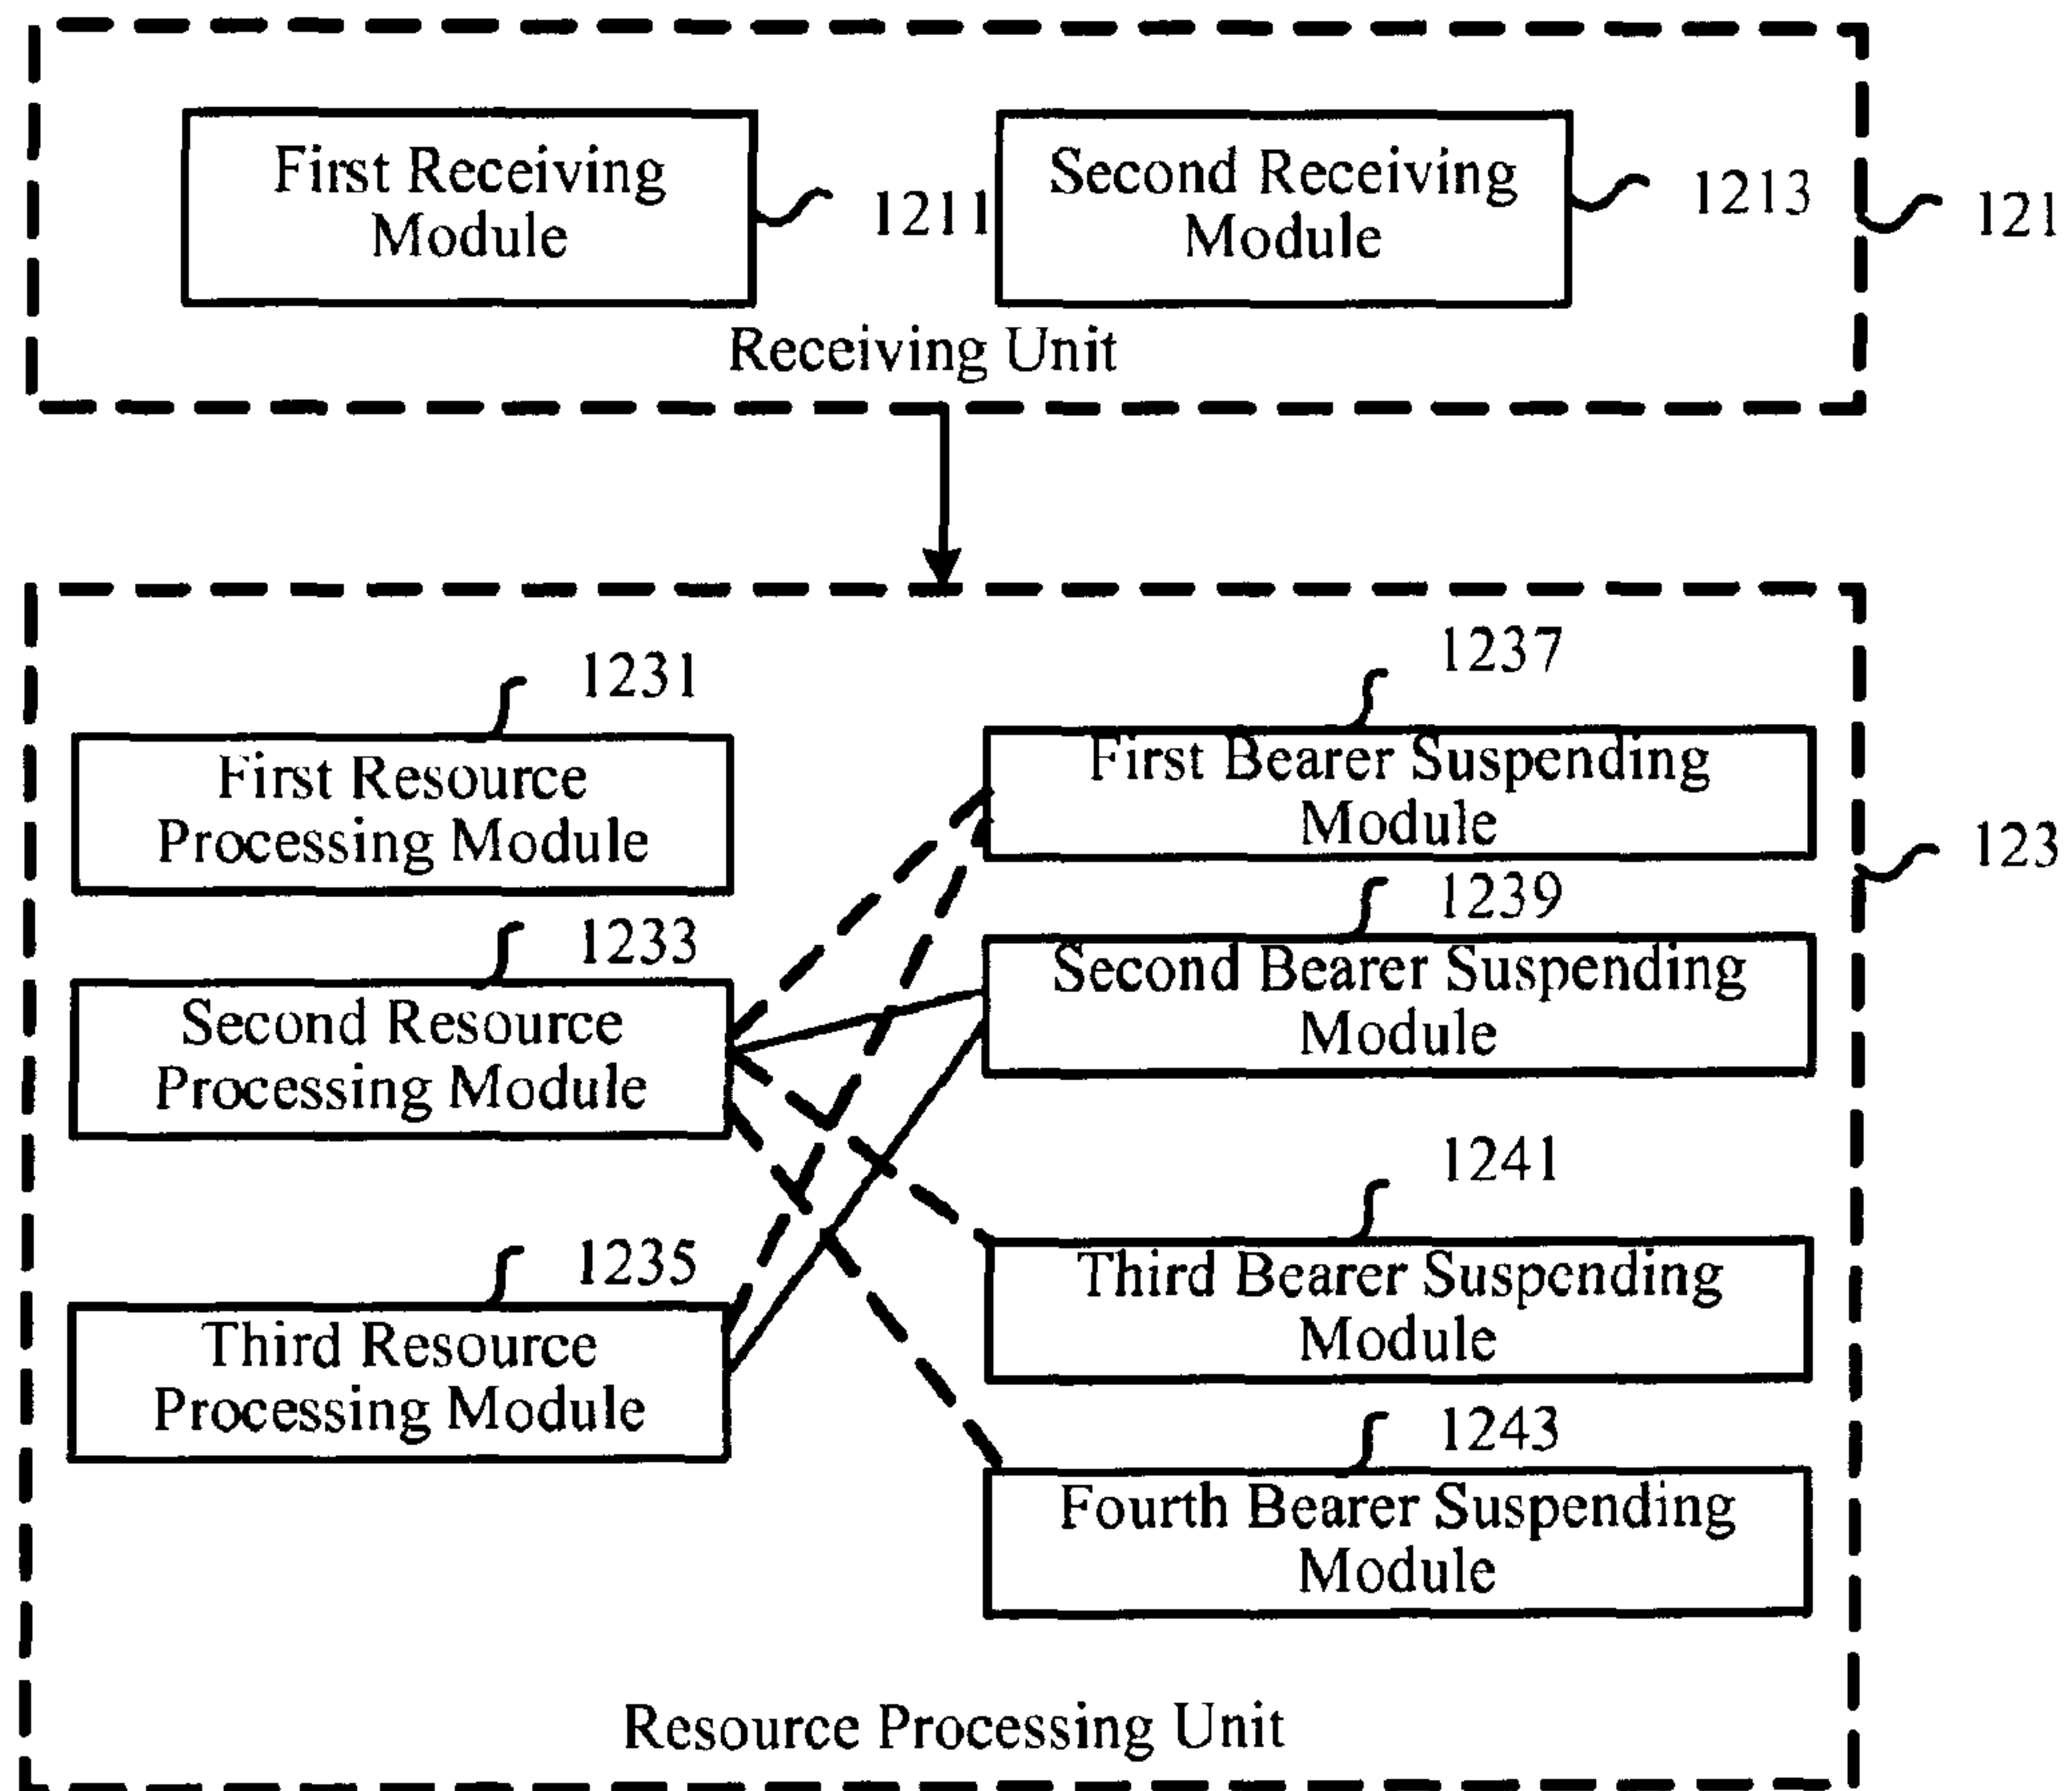 First Receiving
Module
1211
Second Receiving
Module
1213
121
Receiving Unit
1231
First Resource
Processing Module
1237
First Bearer Suspending
Module
123
1233
Second Resource
Processing Module
1239
Second Bearer Suspending
Module
1241
Third Bearer Suspending
Module
1235
Third Resource
Processing Module
1243
Fourth Bearer Suspending
Module
Resource Processing Unit